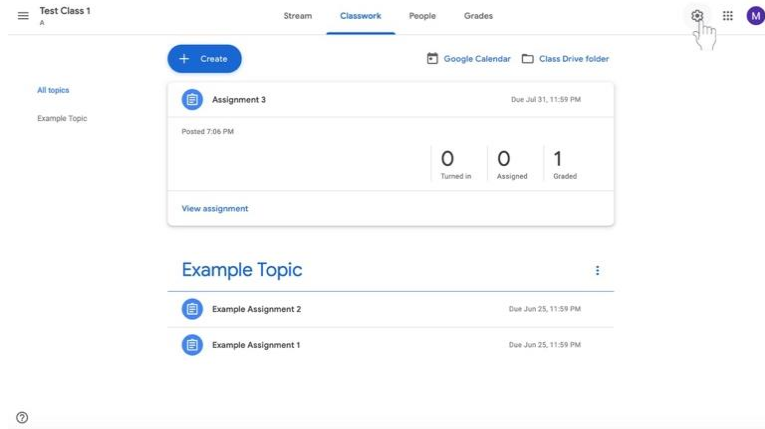 Test Class 1
A
Stream Classwork People Grades
M
+ Create
Google Calendar Class Drive folder
All topics
Example Topic
Assignment 3 Due Jul 31, 11:59 PM
Posted 7:06 PM
0 0 1
Turned in Assigned Graded
View assignment
Example Topic
Example Assignment 2 Due Jun 25, 11:59 PM
Example Assignment 1 Due Jun 25, 11:59 PM